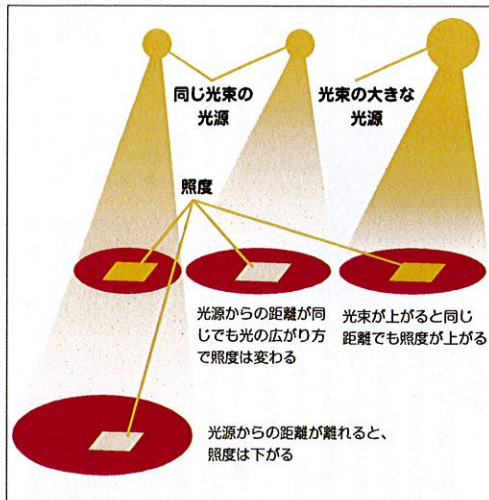 同じ光束の
光源
光束の大きな
光源
照度
光源からの距離が同
じでも光の広がり方
で照度は変わる
光束が上がると同じ
距離でも照度が上がる
光源からの距離が離れると、
照度は下がる